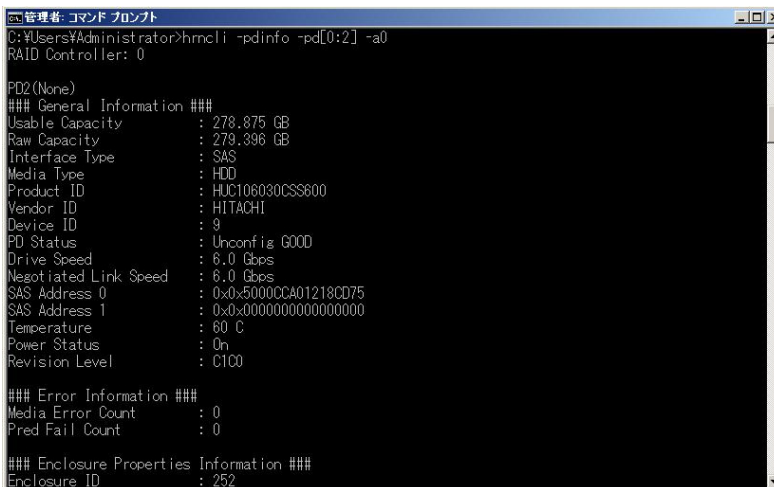 管理者: コマンド プロンプト
C:¥Users¥Administrator>hrncli -pdinfo -pd[0:2] -a0
RAID Controller: 0
PD2(None)
### General Information ###
Usable Capacity : 278.875 GB
Raw Capacity : 279.396 GB
Interface Type : SAS
Media Type : HDD
Product ID : HUC106030CSS600
Vendor ID : HITACHI
Device ID : 9
PD Status : Unconfig GOOD
Drive Speed : 6.0 Gbps
Negotiated Link Speed : 6.0 Gbps
SAS Address 0 : 0x0x5000CCA01218CD75
SAS Address 1 : 0x0x0000000000000000
Temperature : 60 C
Power Status : On
Revision Level : C1C0
### Error Information ###
Media Error Count : 0
Pred Fail Count : 0
### Enclosure Properties Information ###
Enclosure ID : 252